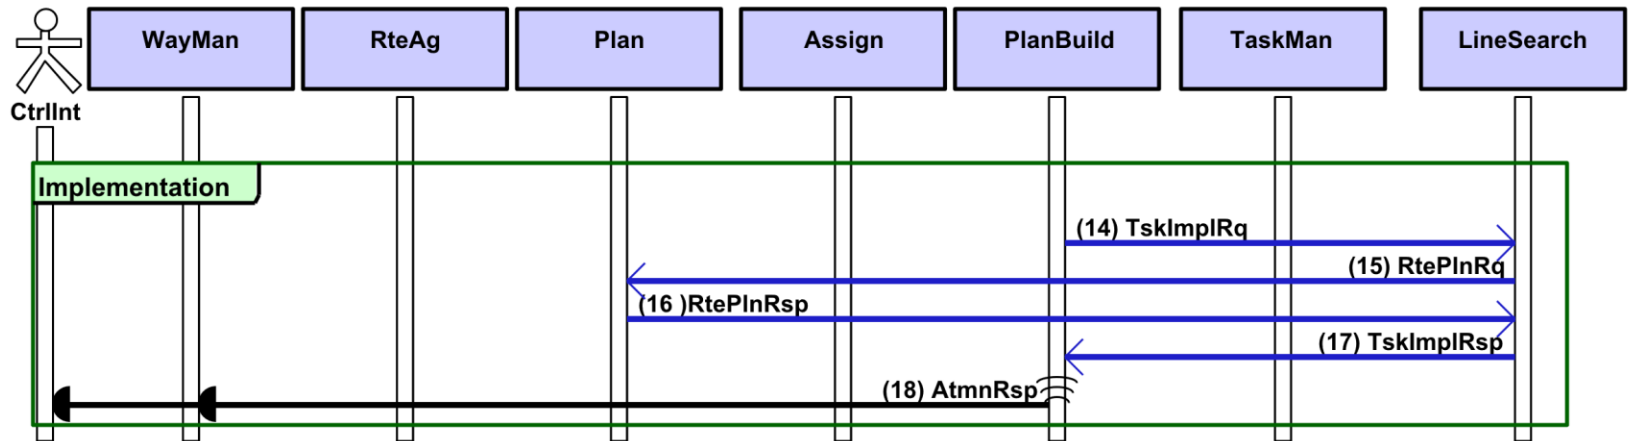 WayMan
RteAg
Plan
Assign
PlanBuild
TaskMan
LineSearch
CtrlInt
Implementation
(14) TskImplRq
(15) RtePlnRq
(16 )RtePlnRsp
(17) TskImplRsp
(18) AtmnRsp